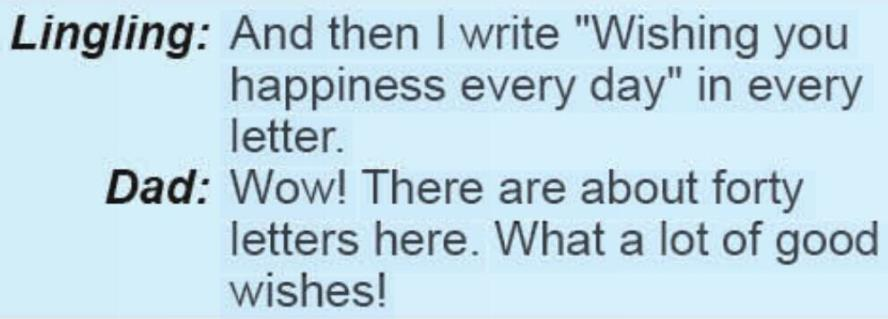 Lingling: And then I write "Wishing you
happiness every day" in every
letter.
Dad: Wow! There are about forty
letters here. What a lot of good
wishes!